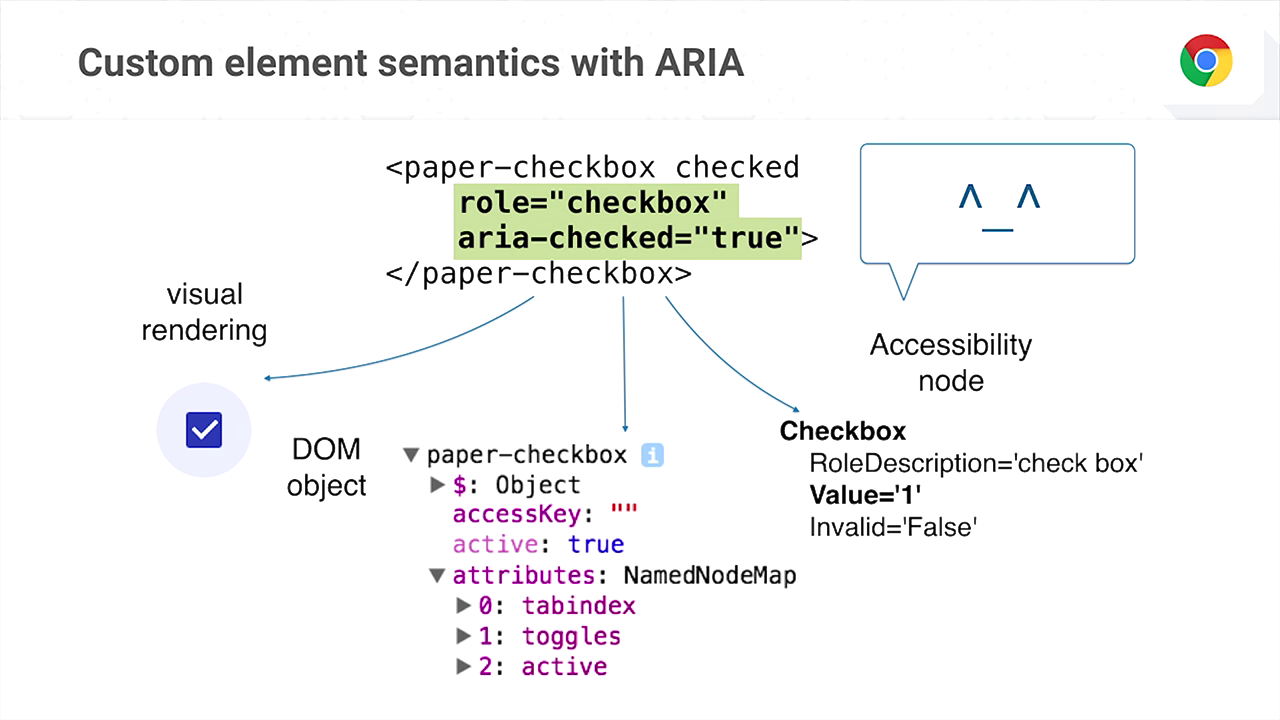 Custom element semantics with ARIA
<paper-checkbox checked
role="checkbox"
aria-checked="true">
</paper-checkbox>
^_^
visual
rendering
DOM
object
paper-checkbox i
$: Object
accessKey: ""
active: true
attributes: NamedNodeMap
0: tabindex
1: toggles
2: active
Accessibility
node
Checkbox
RoleDescription='check box'
Value='1'
Invalid='False'